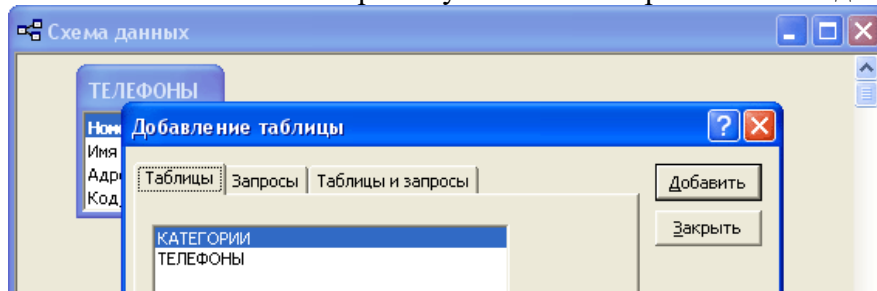 Схема данных
ТЕЛЕФОНЫ
Добавление таблицы
Имя
Таблицы Запросы Таблицы и запросы
Добавить
Закрыть
КАТЕГОРИИ
ТЕЛЕФОНЫ